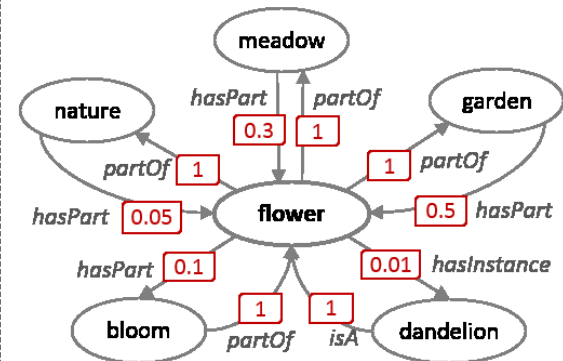 meadow
hasPart partOf
nature
garden
0.3 1
partOf 1
1 partOf
hasPart 0.05
flower
0.5 hasPart
hasPart 0.1
0.01 hasInstance
1 1
bloom
partOf
isA
dandelion